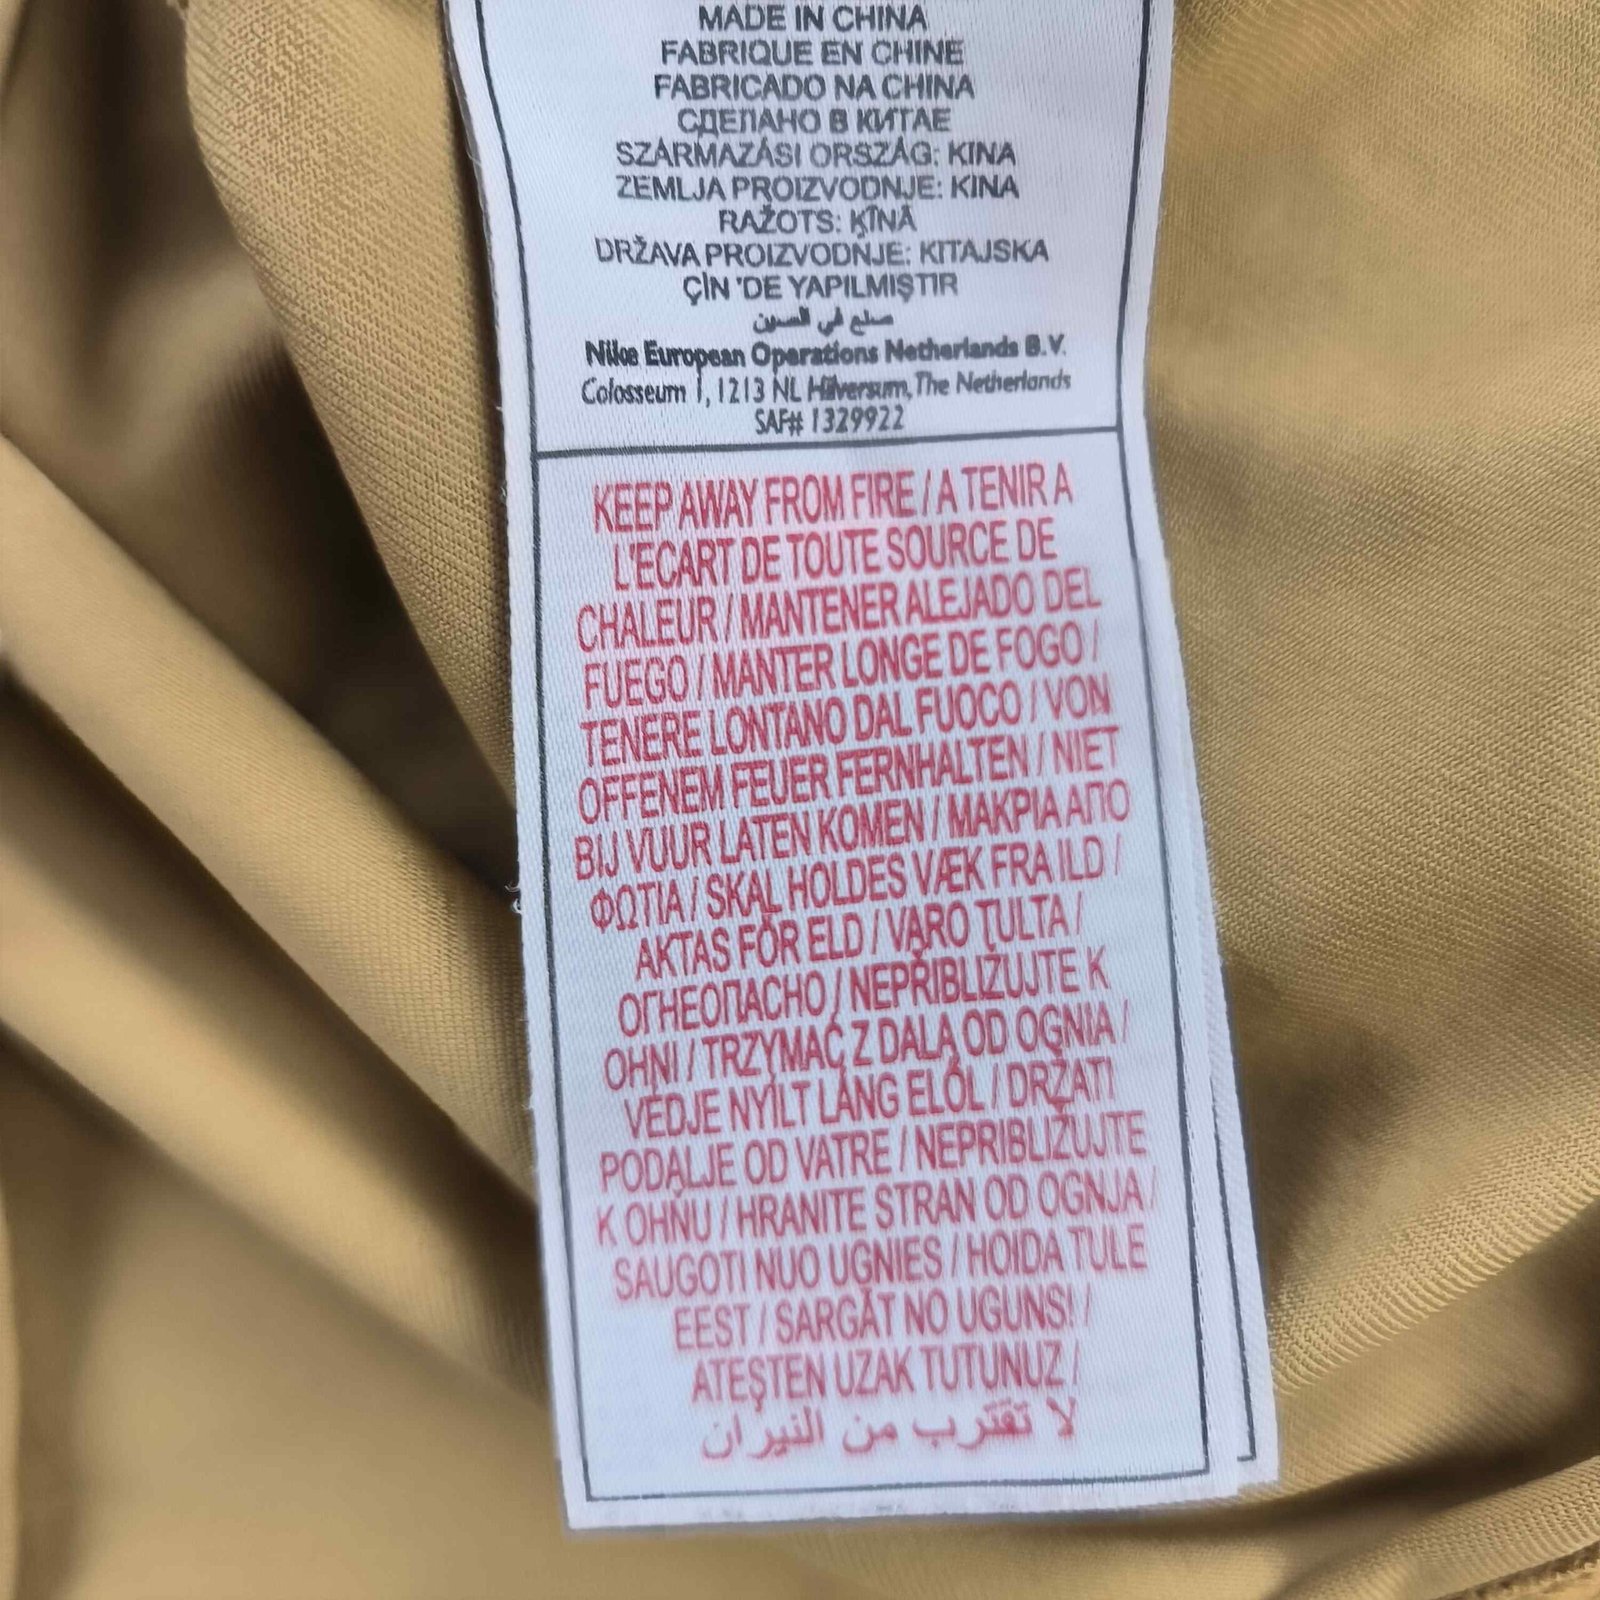 MADE IN CHINA
FABRIQUE EN CHINE
FABRICADO NA CHINA
СДЕЛАНО В КИТАЕ
SZÁRMAZÁSI ORSZÁG: KINA
ZEMLJA PROIZVODNJE: KINA
RAŽOTS: ĶĪNĀ
DRŽAVA PROIZVODNJE: KITAJSKA
ÇİN 'DE YAPILMIŞTIR
صنع في الصين
Nike European Operations Netherlands B.V.
Colosseum 1, 1213 NL Hilversum, The Netherlands
SAF# 1329922
KEEP AWAY FROM FIRE / A TENIR A
L'ECART DE TOUTE SOURCE DE
CHALEUR / MANTENER ALEJADO DEL
FUEGO / MANTER LONGE DE FOGO /
TENERE LONTANO DAL FUOCO / VON
OFFENEM FEUER FERNHALTEN / NIET
BIJ VUUR LATEN KOMEN / ΜΑΚΡΙΑ ΑΠΟ
ΦΩΤΙΑ / SKAL HOLDES VÆK FRA ILD /
AKTAS FÖR ELD / VARO TULTA /
ОГНЕОПАСНО / NEPŘIBLIŽUJTE K
OHNI / TRZYMAĆ Z DALA OD OGNIA /
VEDJE NYÍLT LÁNG ELŐL / DRŽATI
PODALJE OD VATRE / NEPRIBLIŽUJTE
K OHŇU / HRANITE STRAN OD OGNJA /
SAUGOTI NUO UGNIES / HOIDA TULE
EEST / SARGĀT NO UGUNS! /
ATEŞTEN UZAK TUTUNUZ /
لا تقترب من النيران